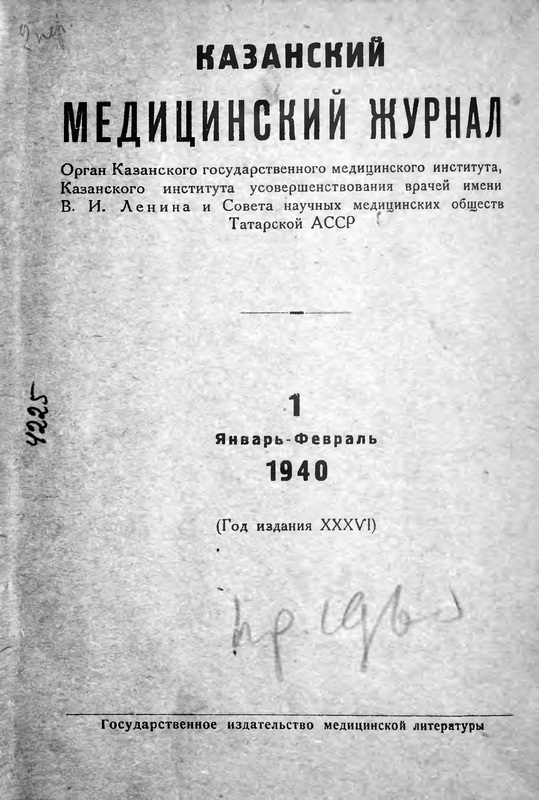 КАЗАНСКИЙ
МЕДИЦИНСКИЙ ЖУРНАЛ
Орган Казанского государственного медицинского института,
Казанского института усовершенствования врачей имени
В. И. Ленина и Совета научных медицинских обществ
Татарской АССР
4225
1
Январь-Февраль
1940
(Год издания XXXVI)
Государственное издательство медицинской литературы